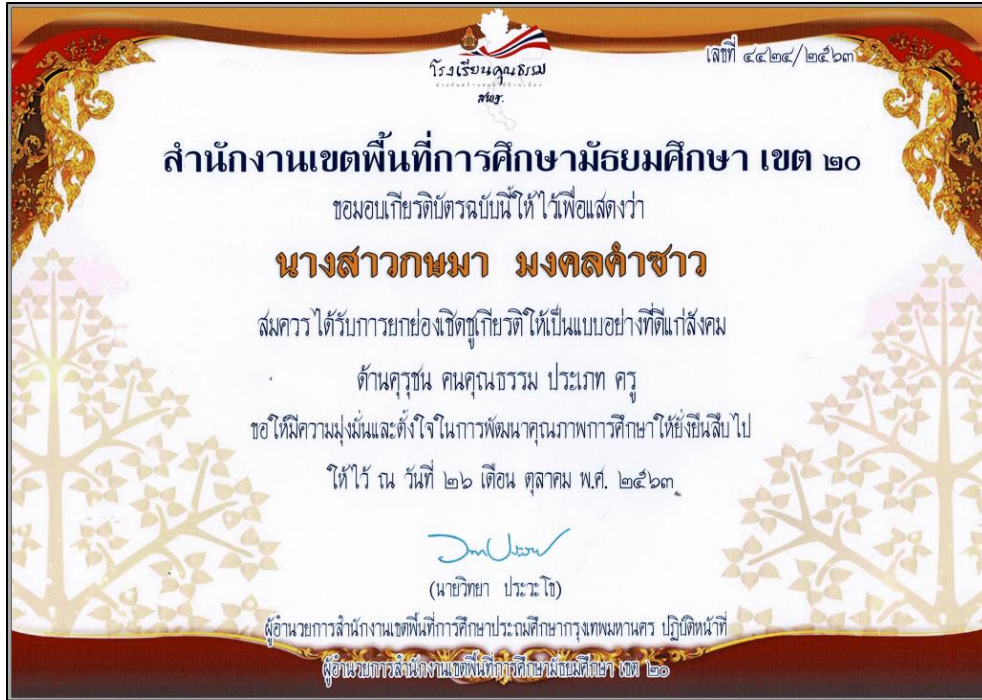 เลขที่ ๔๔๒๔/๒๕๖๓
โรงเรียนคุณธรรม
สพฐ.
สำนักงานเขตพื้นที่การศึกษามัธยมศึกษา เขต ๒๐
ขอมอบเกียรติบัตรฉบับนี้ให้ไว้เพื่อแสดงว่า
นางสาวกษมา มงคลคำซาว
สมควรได้รับการยกย่องเชิดชูเกียรติให้เป็นแบบอย่างที่ดีแก่สังคม
ด้านคุรุชน คนคุณธรรม ประเภท ครู
ขอให้มีความมุ่งมั่นและตั้งใจในการพัฒนาคุณภาพการศึกษาให้ยั่งยืนสืบไป
ให้ไว้ ณ วันที่ ๒๖ เดือน ตุลาคม พ.ศ. ๒๕๖๓
(นายวิทยา ประวะโข)
ผู้อำนวยการสำนักงานเขตพื้นที่การศึกษาประถมศึกษากรุงเทพมหานคร ปฏิบัติหน้าที่
ผู้อำนวยการสำนักงานเขตพื้นที่การศึกษามัธยมศึกษา เขต ๒๐